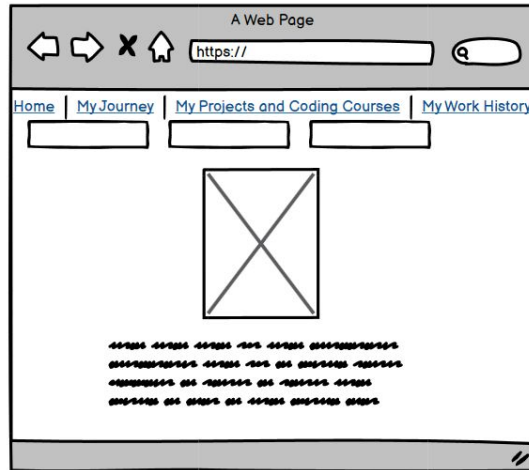 A Web Page
https://
Home | My Journey | My Projects and Coding Courses | My Work History